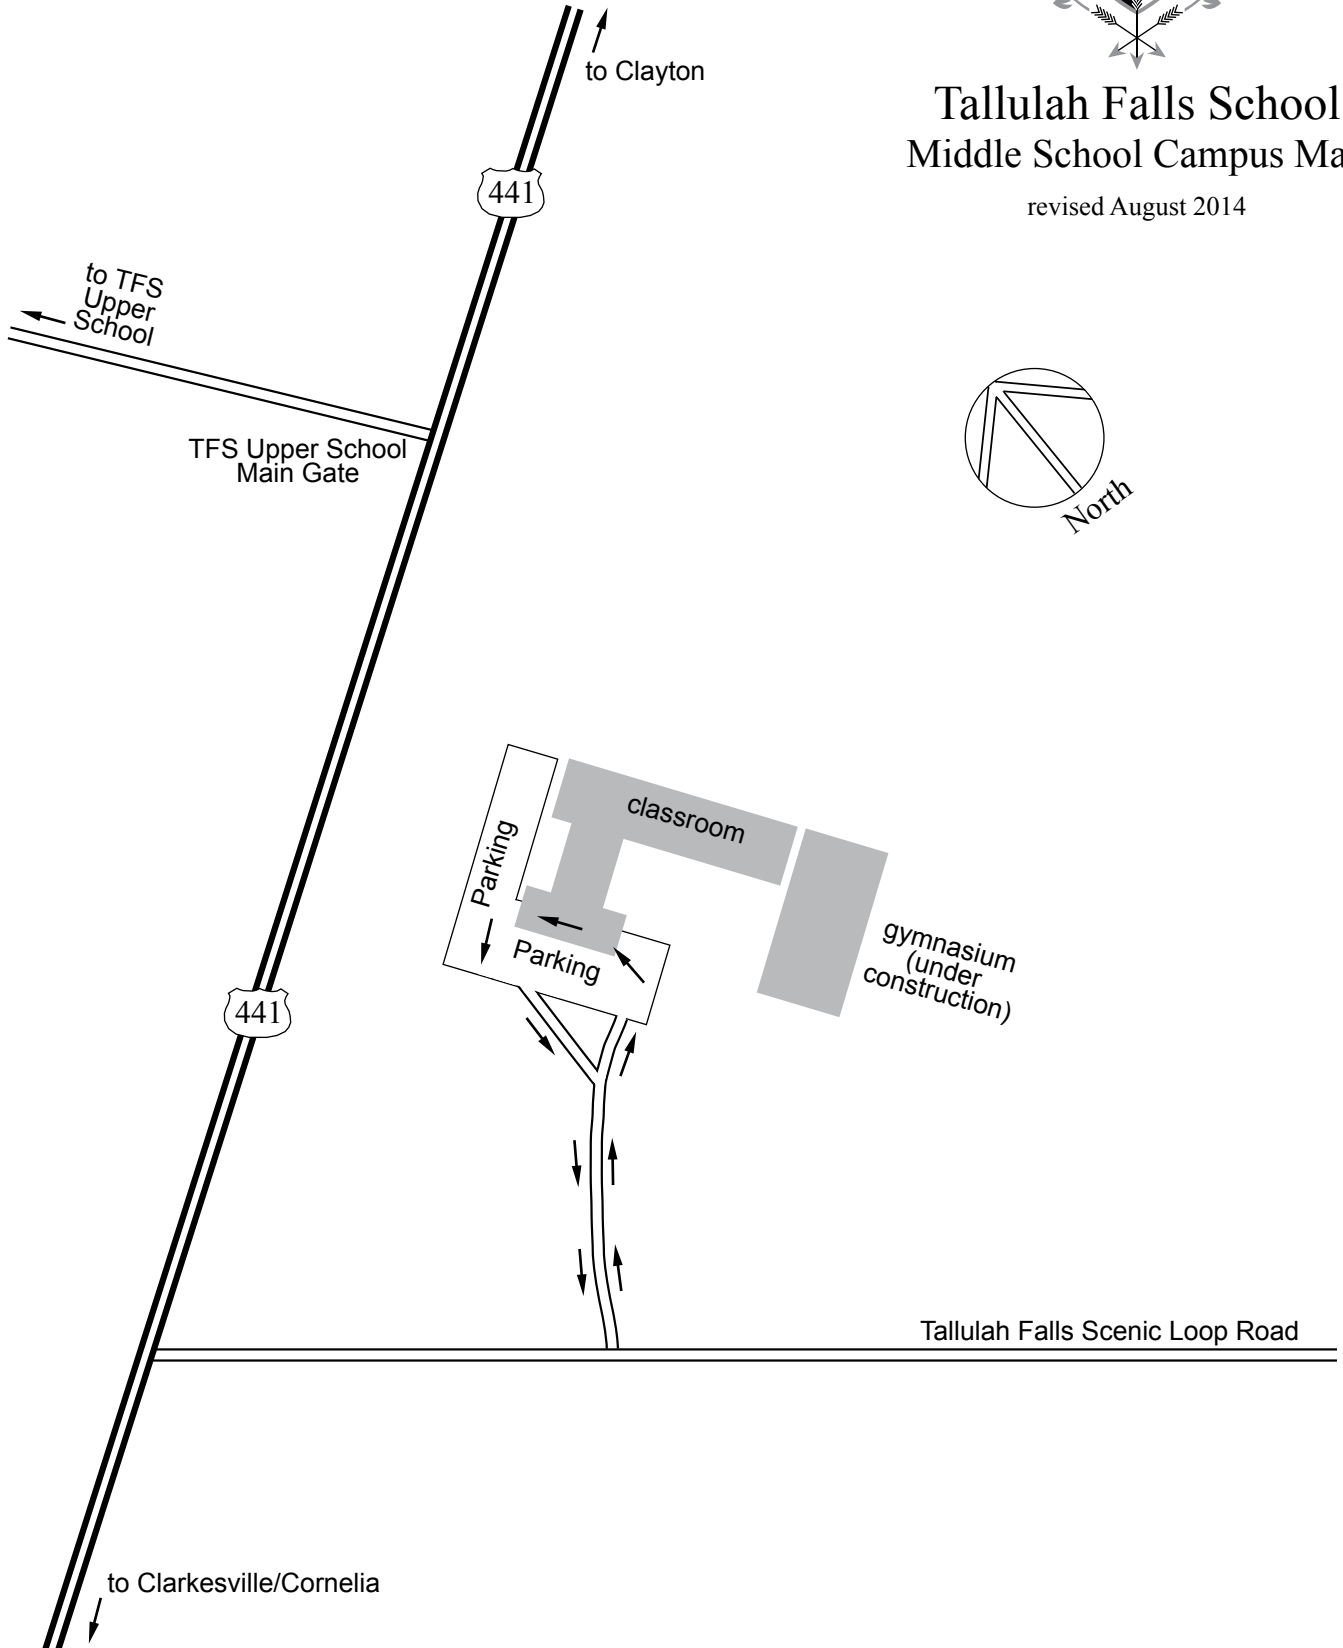 to Clayton
Tallulah Falls School
Middle School Campus Ma
revised August 2014
441
to TFS
Upper
School
TFS Upper School
Main Gate
North
classroom
Parking
gymnasium
(under
construction)
Parking
441
Tallulah Falls Scenic Loop Road
to Clarkesville/Cornelia